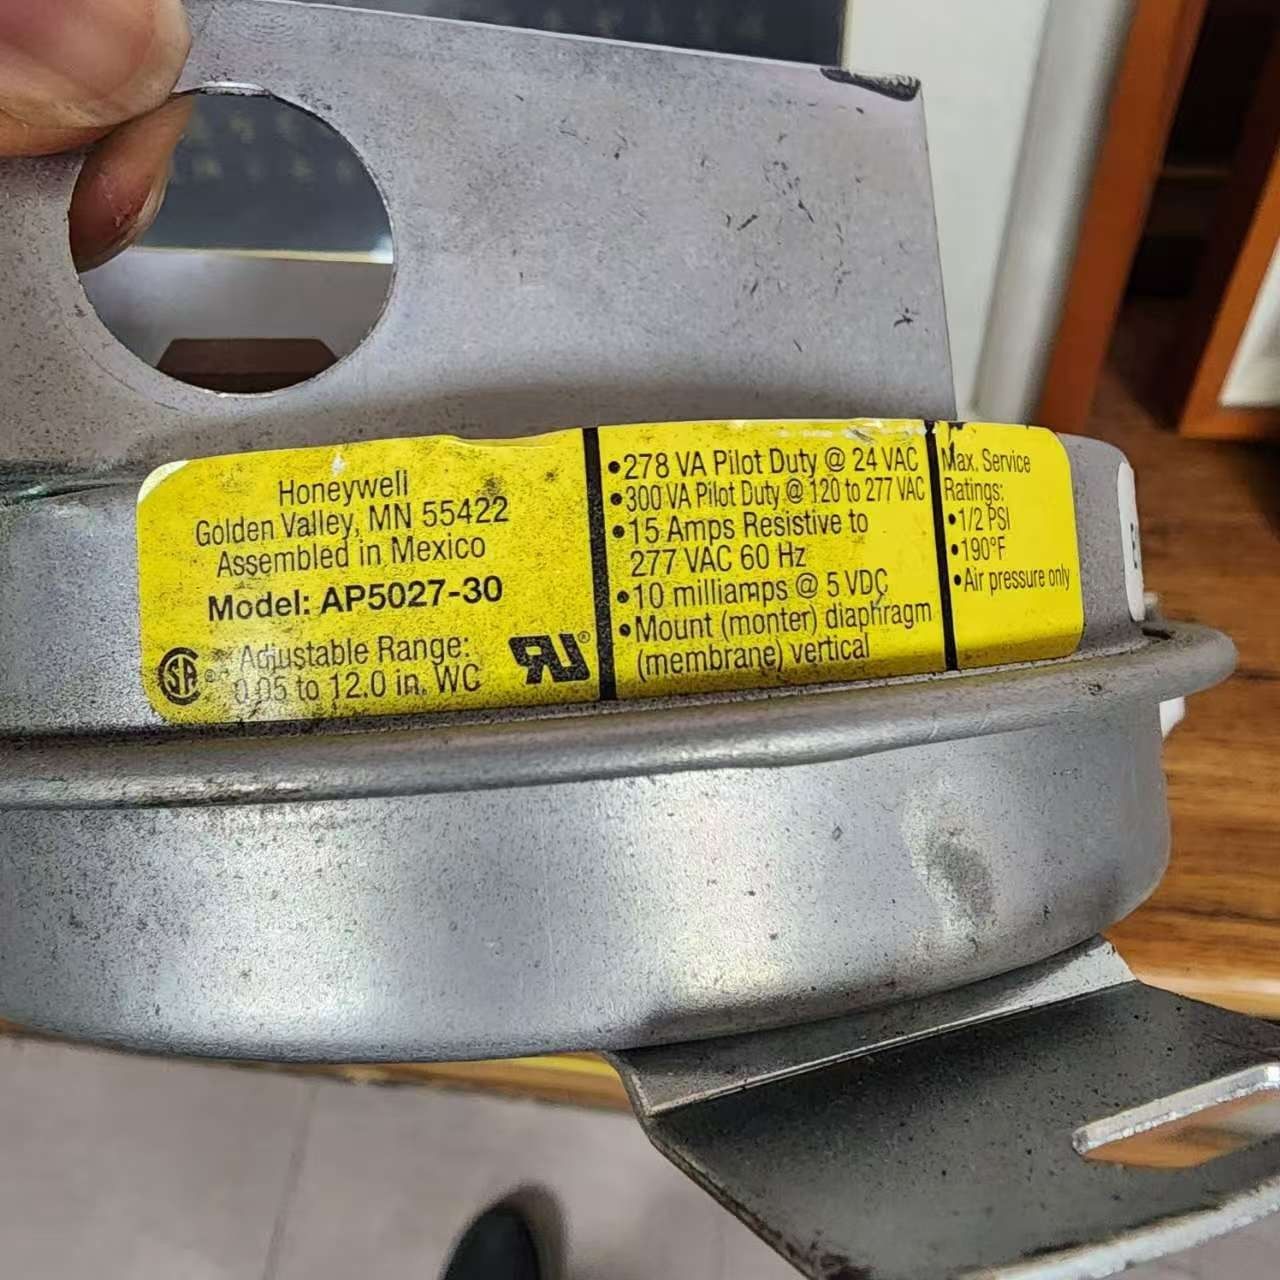 Honeywell
Golden Valley, MN 55422
Assembled in Mexico
Model: AP5027-30
Adjustable Range:
0.05 to 12.0 in. WC
•278 VA Pilot Duty @ 24 VAC
•300 VA Pilot Duty @ 120 to 277 VAC
•15 Amps Resistive to
277 VAC 60 Hz
•10 milliamps @ 5 VDC
•Mount (monter) diaphragm
(membrane) vertical
Max. Service
Ratings:
•1/2 PSI
•190°F
•Air pressure only